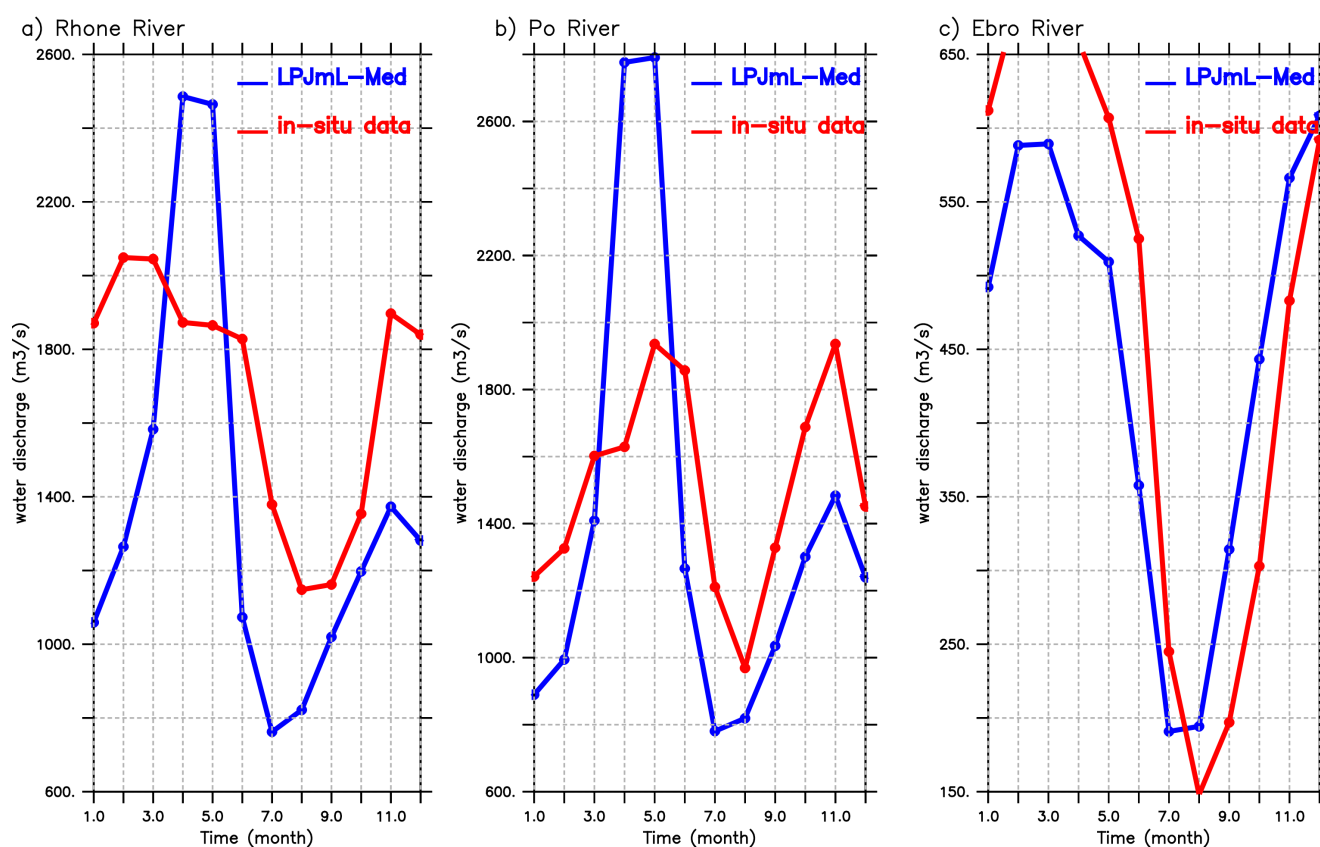 a) Rhone River
2600.
2200.
1800.
1400.
1000.
600.
water discharge (m3/s)
LPJmL-Med
in-situ data
1.0 3.0 5.0 7.0 9.0 11.0
Time (month)
b) Po River
2600.
2200.
1800.
1400.
1000.
600.
water discharge (m3/s)
LPJmL-Med
in-situ data
1.0 3.0 5.0 7.0 9.0 11.0
Time (month)
c) Ebro River
650.
550.
450.
350.
250.
150.
water discharge (m3/s)
LPJmL-Med
in-situ data
1.0 3.0 5.0 7.0 9.0 11.0
Time (month)